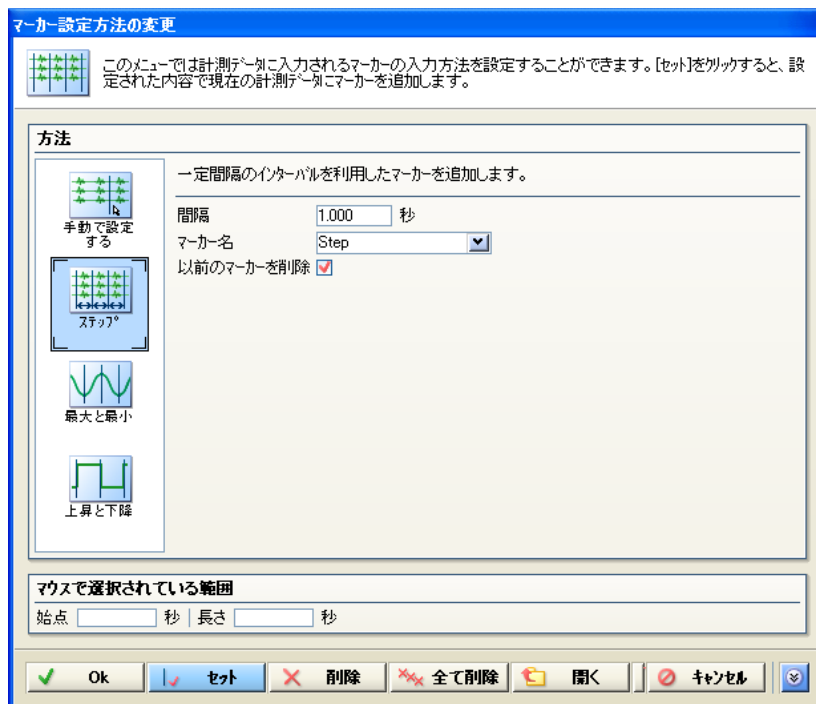 マーカー設定方法の変更
このメニューでは計測データに入力されるマーカーの入力方法を設定することができます。[セット]をクリックすると、設
定された内容で現在の計測データにマーカーを追加します。
方法
手動で設定
する
ステップ
最大と最小
上昇と下降
一定間隔のインターバルを利用したマーカーを追加します。
間隔 1.000 秒
マーカー名 Step
以前のマーカーを削除
マウスで選択されている範囲
始点 秒 長さ 秒
Ok セット 削除 全て削除 開く キャンセル